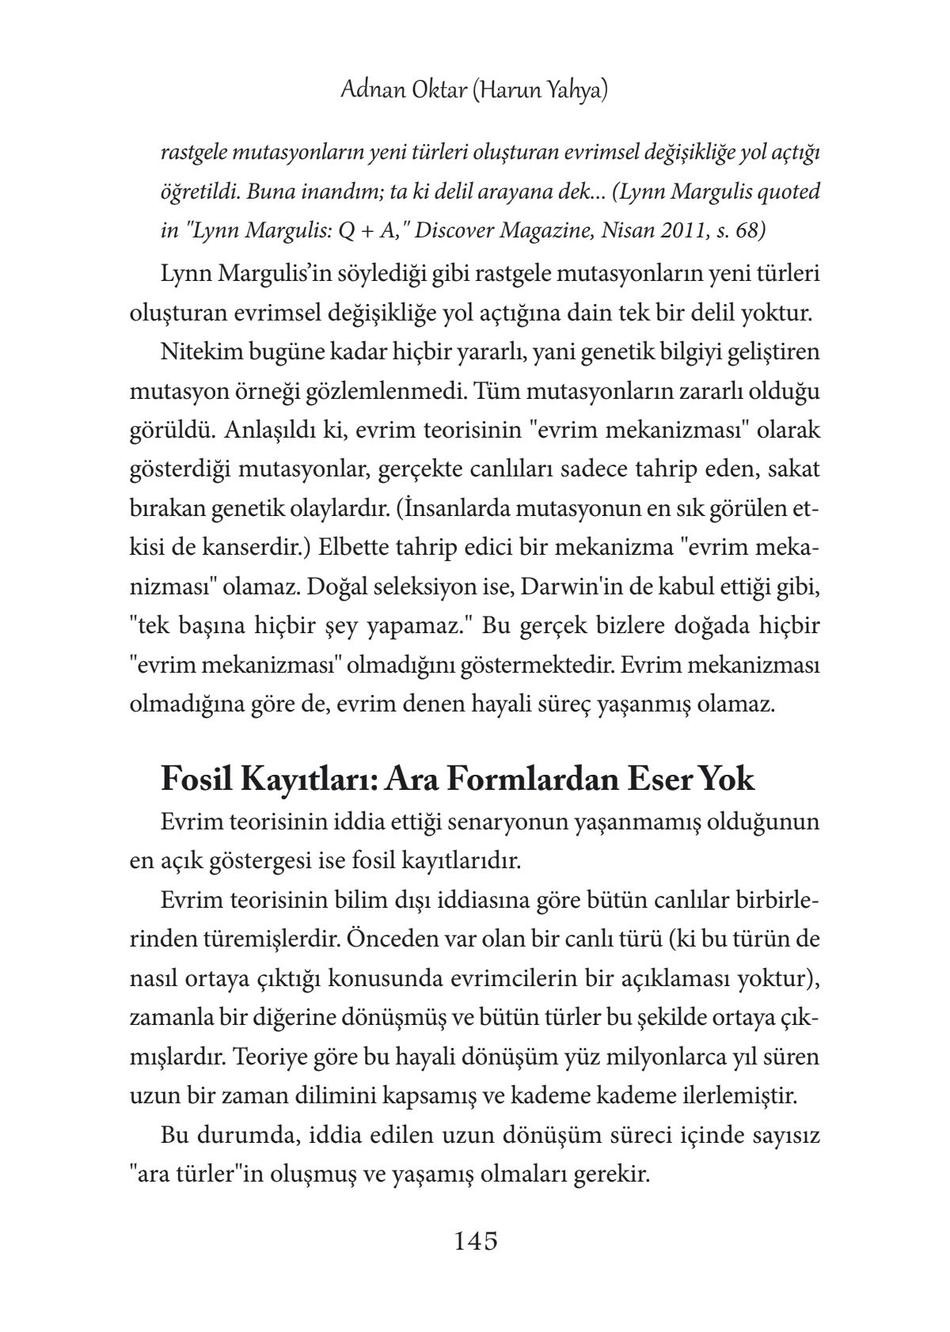 Adnan Oktar (Harun Yahya)
rastgele mutasyonların yeni türleri oluşturan evrimsel değişikliğe yol açtığı
öğretildi. Buna inandım; ta ki delil arayana dek... (Lynn Margulis quoted
in "Lynn Margulis: Q + A," Discover Magazine, Nisan 2011, s. 68)
Lynn Margulis'in söylediği gibi rastgele mutasyonların yeni türleri
oluşturan evrimsel değişikliğe yol açtığına dain tek bir delil yoktur.
Nitekim bugüne kadar hiçbir yararlı, yani genetik bilgiyi geliştiren
mutasyon örneği gözlemlenmedi. Tüm mutasyonların zararlı olduğu
görüldü. Anlaşıldı ki, evrim teorisinin "evrim mekanizması" olarak
gösterdiği mutasyonlar, gerçekte canlıları sadece tahrip eden, sakat
bırakan genetik olaylardır. (İnsanlarda mutasyonun en sık görülen et-
kisi de kanserdir.) Elbette tahrip edici bir mekanizma "evrim meka-
nizması" olamaz. Doğal seleksiyon ise, Darwin'in de kabul ettiği gibi,
"tek başına hiçbir şey yapamaz." Bu gerçek bizlere doğada hiçbir
"evrim mekanizması" olmadığını göstermektedir. Evrim mekanizması
olmadığına göre de, evrim denen hayali süreç yaşanmış olamaz.
Fosil Kayıtları: Ara Formlardan Eser Yok
Evrim teorisinin iddia ettiği senaryonun yaşanmamış olduğunun
en açık göstergesi ise fosil kayıtlarıdır.
Evrim teorisinin bilim dışı iddiasına göre bütün canlılar birbirle-
rinden türemişlerdir. Önceden var olan bir canlı türü (ki bu türün de
nasıl ortaya çıktığı konusunda evrimcilerin bir açıklaması yoktur),
zamanla bir diğerine dönüşmüş ve bütün türler bu şekilde ortaya çık-
mışlardır. Teoriye göre bu hayali dönüşüm yüz milyonlarca yıl süren
uzun bir zaman dilimini kapsamış ve kademe kademe ilerlemiştir.
Bu durumda, iddia edilen uzun dönüşüm süreci içinde sayısız
"ara türler"in oluşmuş ve yaşamış olmaları gerekir.
145